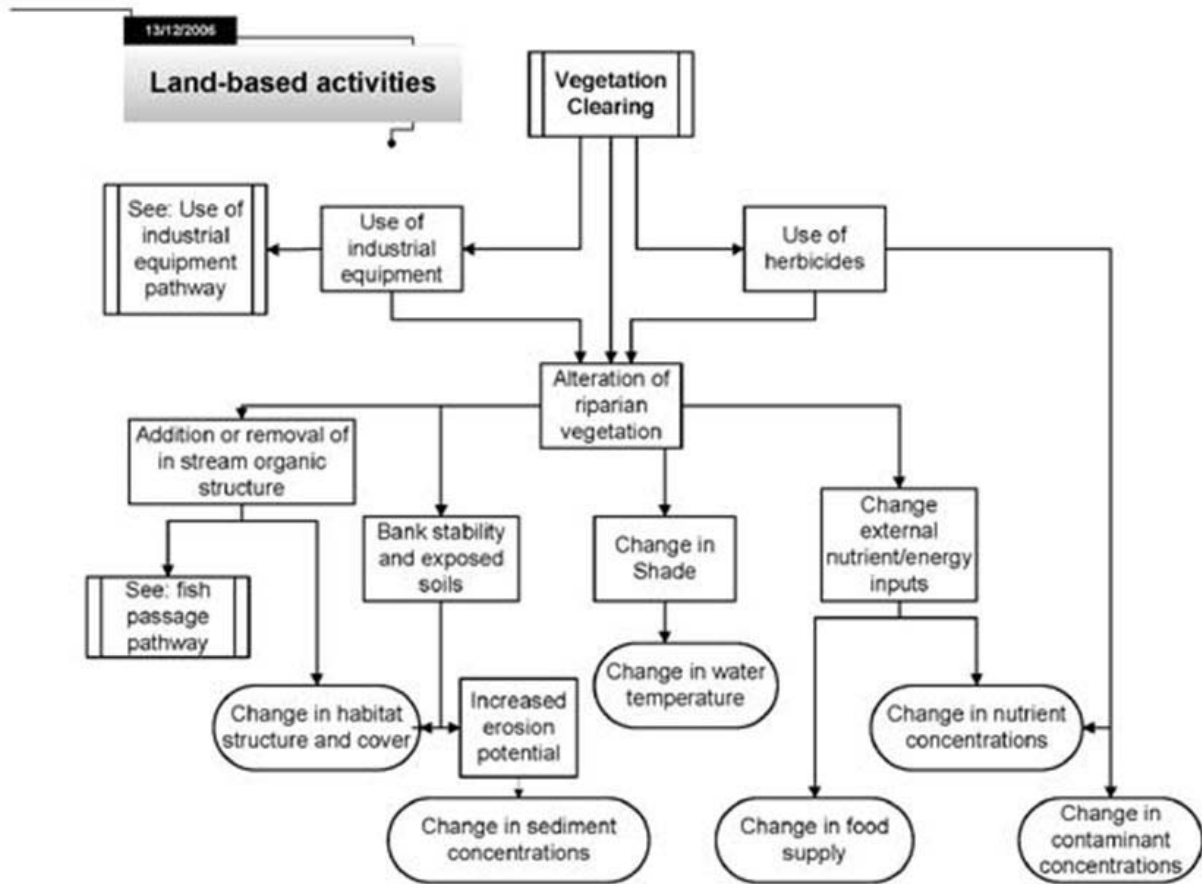 13/12/2006
Land-based activities
Vegetation
Clearing
See: Use of
industrial
equipment
pathway
Use of
industrial
equipment
Use of
herbicides
Alteration of
riparian
vegetation
Addition or removal of
in stream organic
structure
Bank stability
and exposed
soils
Change in
Shade
Change
external
nutrient/energy
inputs
See: fish
passage
pathway
Change in habitat
structure and cover
Increased
erosion
potential
Change in water
temperature
Change in nutrient
concentrations
Change in sediment
concentrations
Change in food
supply
Change in
contaminant
concentrations